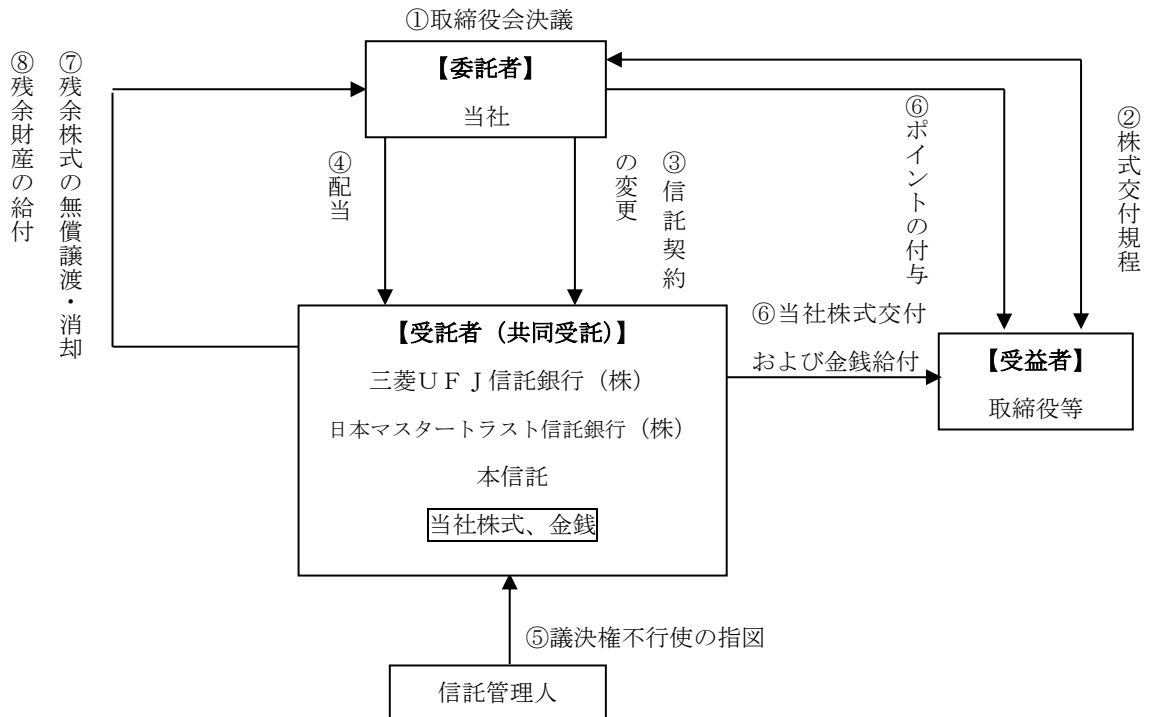 ①取締役会決議
【委託者】
当社
⑧残余財産の給付
⑦残余株式の無償譲渡・消却
④配当
③信託契約
の変更
⑥ポイントの付与
②株式交付規程
【受託者（共同受託）】
三菱ＵＦＪ信託銀行（株）
日本マスタートラスト信託銀行（株）
本信託
当社株式、金銭
⑥当社株式交付
および金銭給付
【受益者】
取締役等
⑤議決権不行使の指図
信託管理人